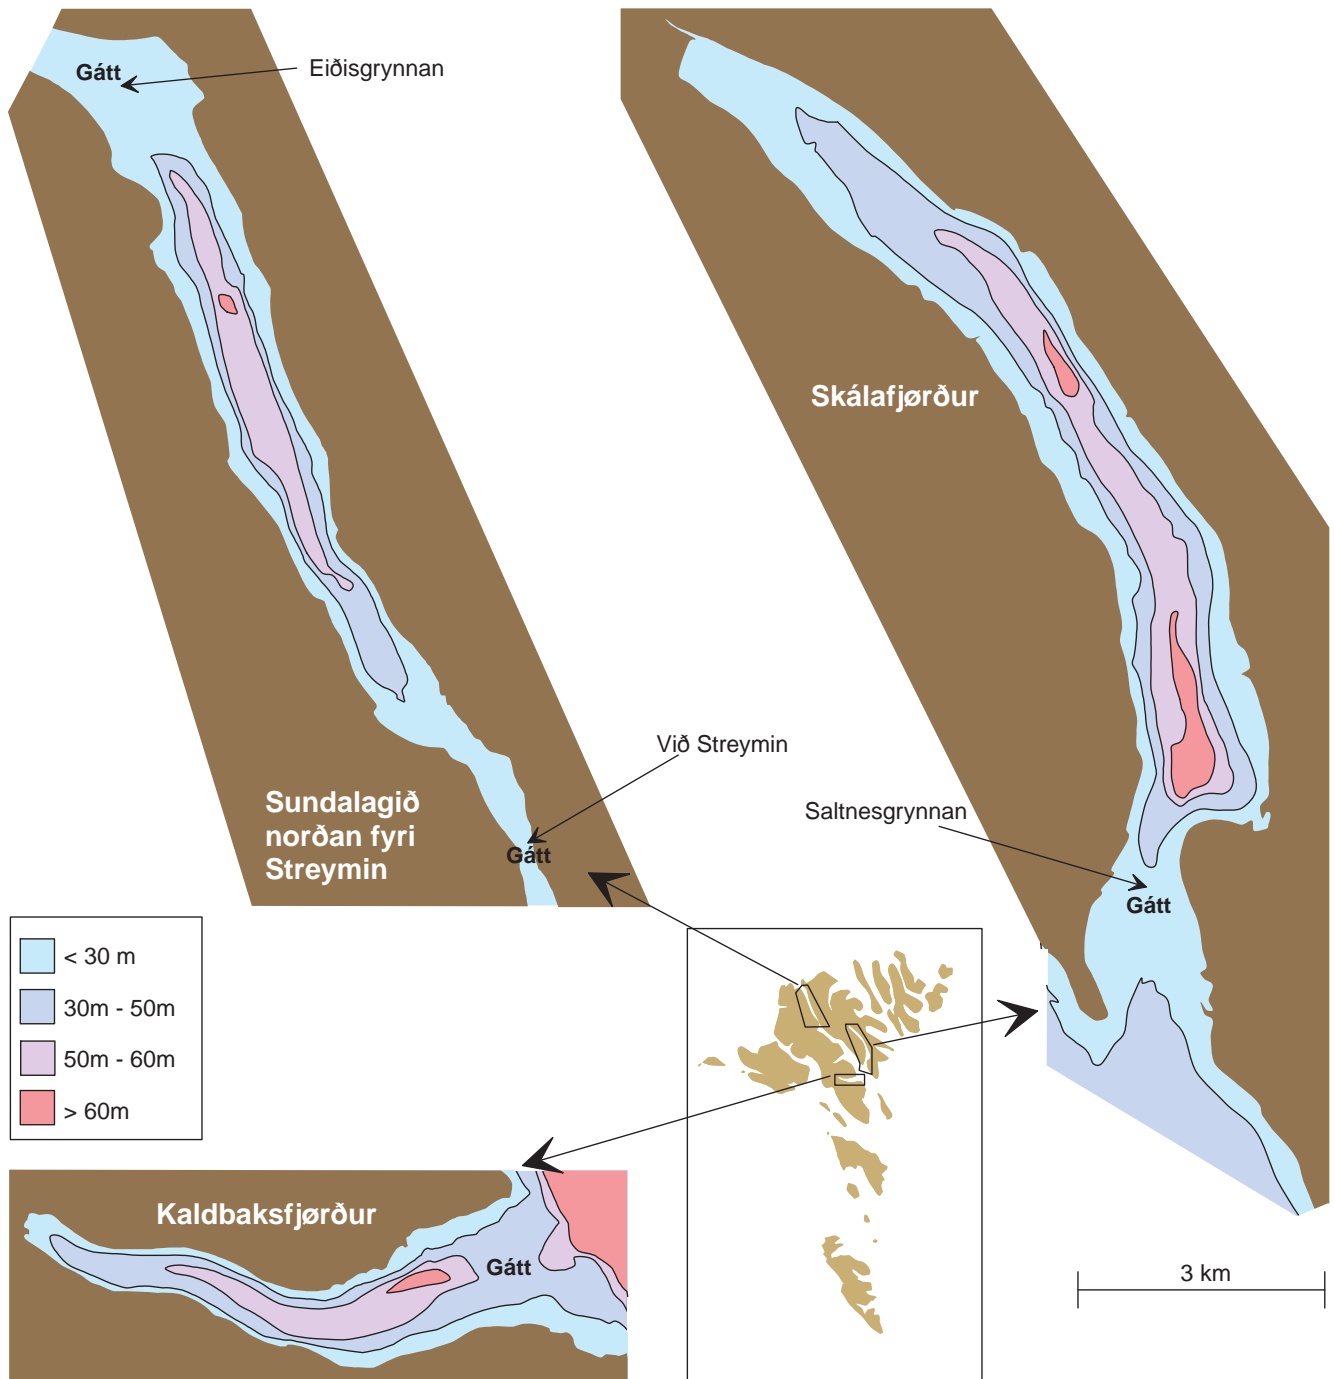 Gátt
Eiðisgrynnan
Skálafjørður
Við Streymin
Sundalagið
norðan fyri
Streymin
Gátt
Saltnesgrynnan
Gátt
< 30 m
30m - 50m
50m - 60m
> 60m
Kaldbaksfjørður
Gátt
3 km